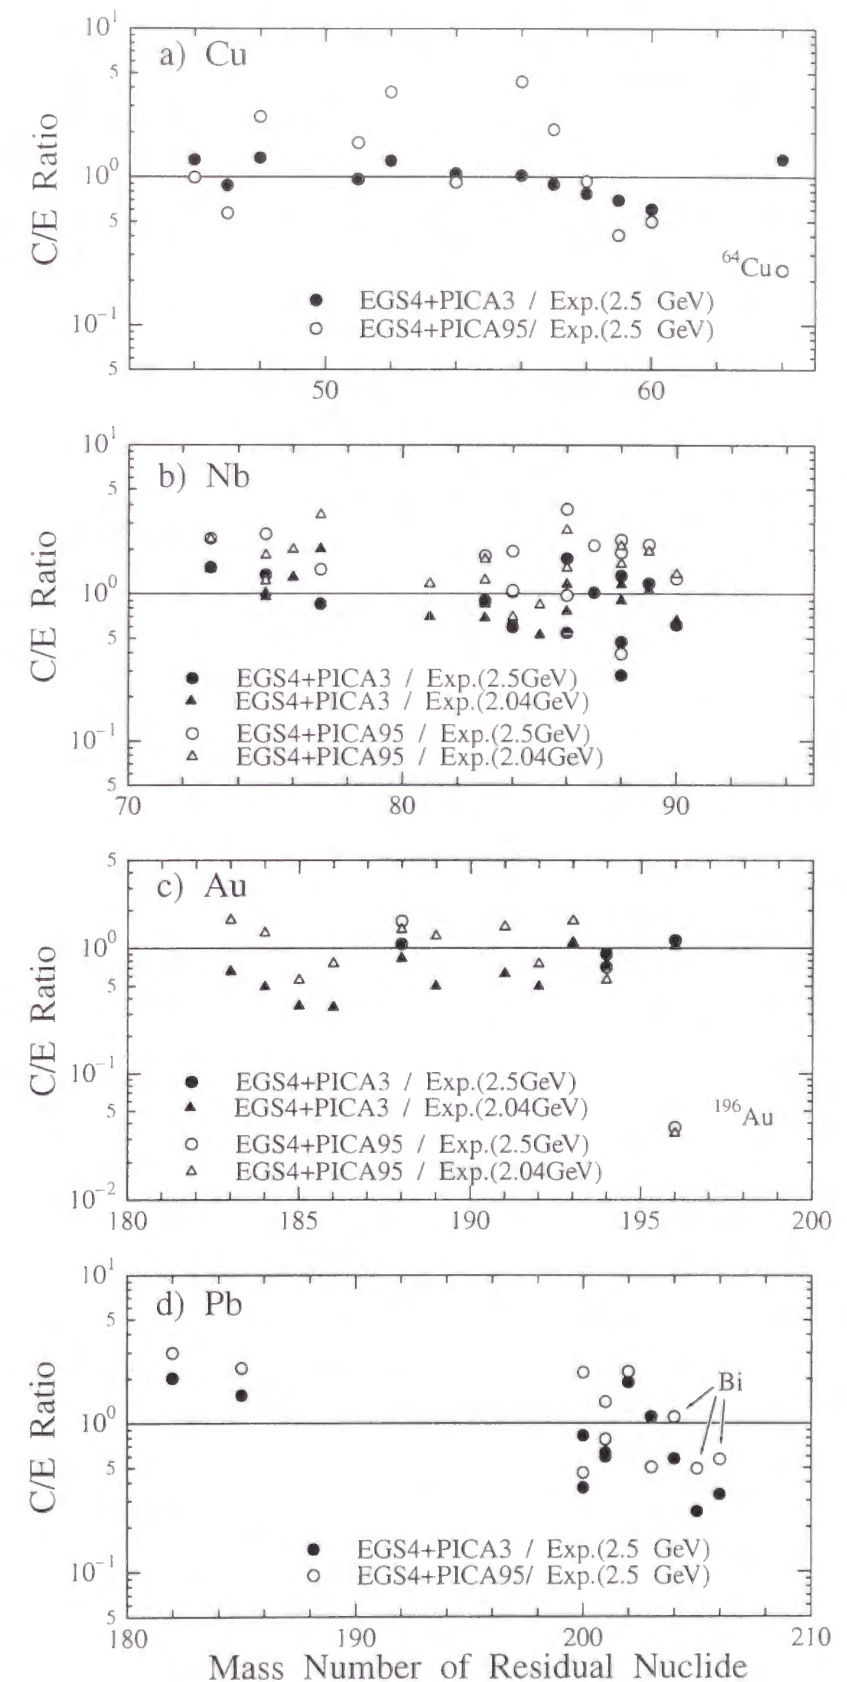 10^1
a) Cu
5
10^0
5
C/E Ratio
^64Cu
EGS4+PICA3 / Exp.(2.5 GeV)
10^-1
EGS4+PICA95/ Exp.(2.5 GeV)
5
50
60
10^1
b) Nb
5
10^0
5
C/E Ratio
EGS4+PICA3 / Exp.(2.5GeV)
EGS4+PICA3 / Exp.(2.04GeV)
10^-1
EGS4+PICA95 / Exp.(2.5GeV)
EGS4+PICA95 / Exp.(2.04GeV)
5
70
80
90
5
c) Au
10^0
5
C/E Ratio
10^-1
EGS4+PICA3 / Exp.(2.5GeV)
5
EGS4+PICA3 / Exp.(2.04GeV)
^196Au
EGS4+PICA95 / Exp.(2.5GeV)
EGS4+PICA95 / Exp.(2.04GeV)
10^-2
180
185
190
195
200
10^1
d) Pb
5
Bi
10^0
5
C/E Ratio
EGS4+PICA3 / Exp.(2.5 GeV)
10^-1
EGS4+PICA95/ Exp.(2.5 GeV)
5
180
190
200
210
Mass Number of Residual Nuclide